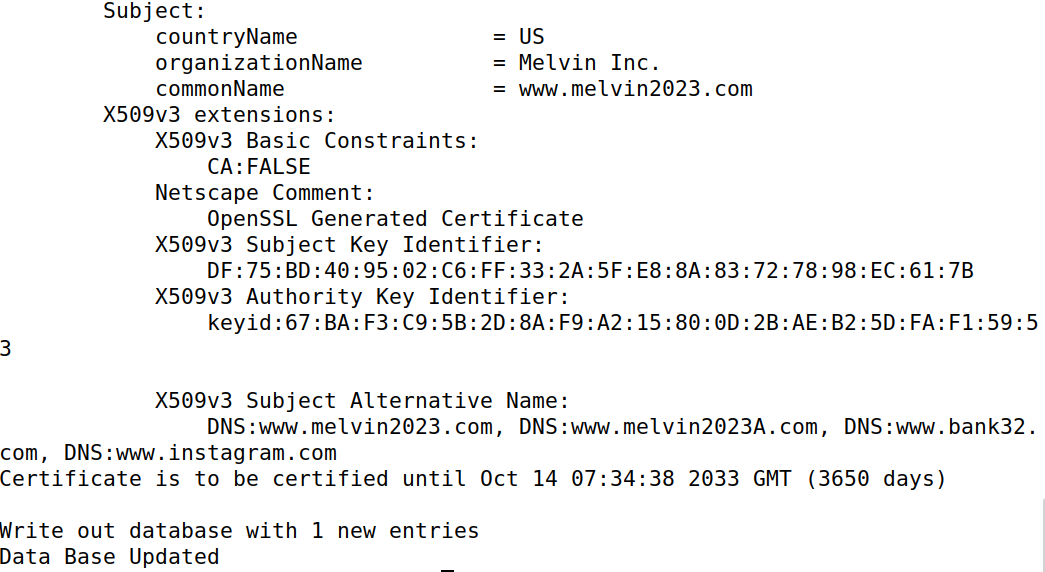 Subject:
countryName = US
organizationName = Melvin Inc.
commonName = www.melvin2023.com
X509v3 extensions:
X509v3 Basic Constraints:
CA:FALSE
Netscape Comment:
OpenSSL Generated Certificate
X509v3 Subject Key Identifier:
DF:75:BD:40:95:02:C6:FF:33:2A:5F:E8:8A:83:72:78:98:EC:61:7B
X509v3 Authority Key Identifier:
keyid:67:BA:F3:C9:5B:2D:8A:F9:A2:15:80:0D:2B:AE:B2:5D:FA:F1:59:5
3
X509v3 Subject Alternative Name:
DNS:www.melvin2023.com, DNS:www.melvin2023A.com, DNS:www.bank32.
com, DNS:www.instagram.com
Certificate is to be certified until Oct 14 07:34:38 2033 GMT (3650 days)
Write out database with 1 new entries
Data Base Updated